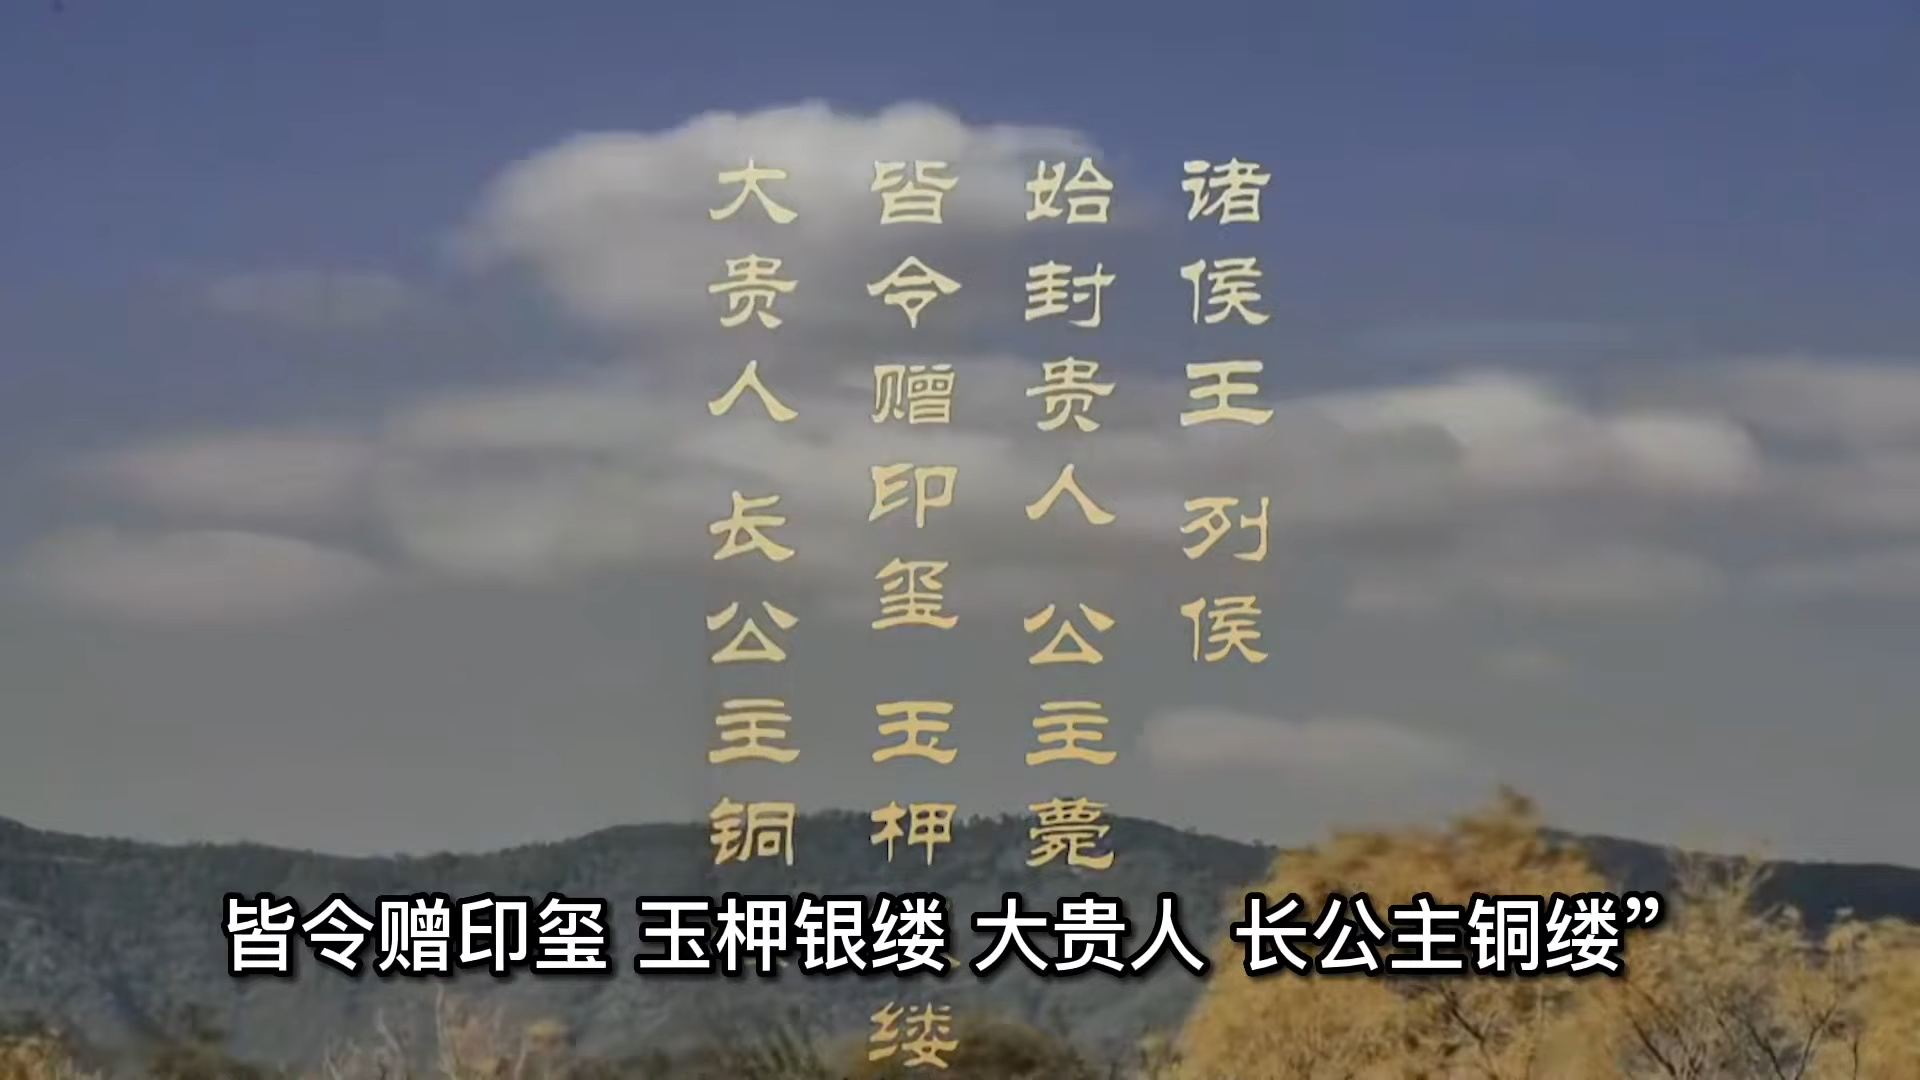 诸侯王 列侯
始封贵人 公主薨
皆令赠印玺 玉柙
缕
大贵人 长公主铜
皆令赠印玺 玉柙银缕 大贵人 长公主铜缕”